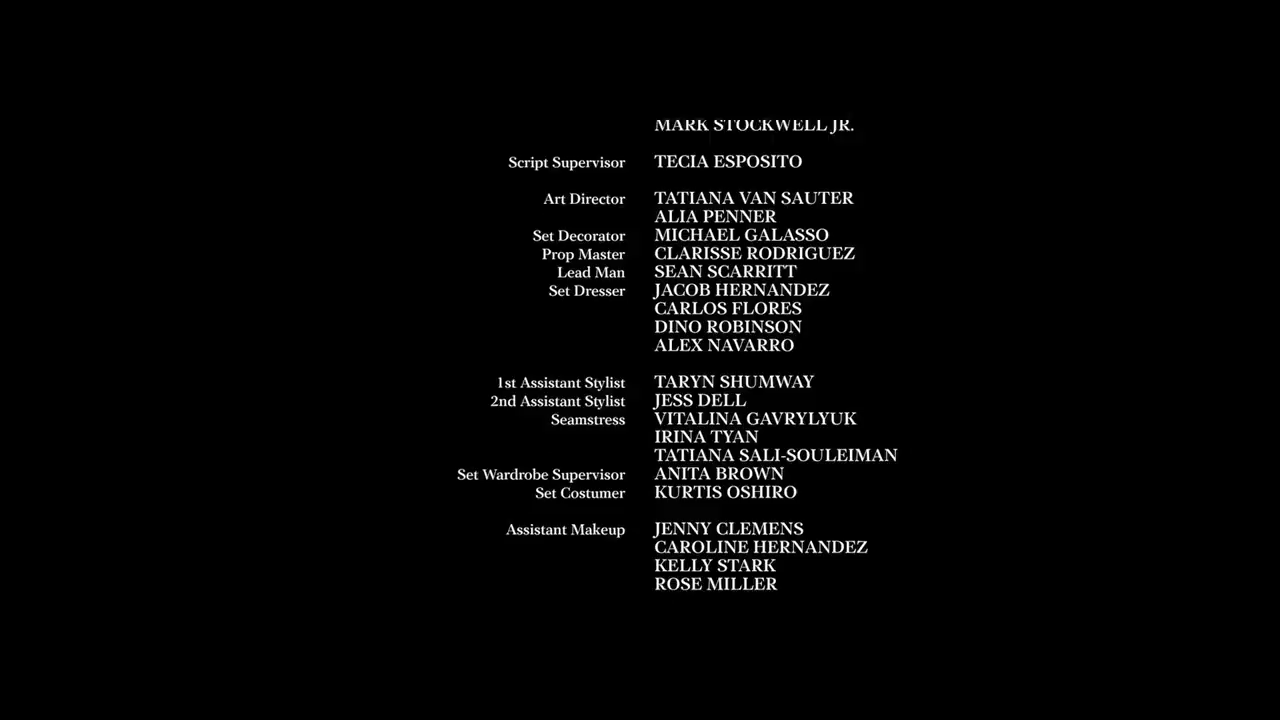 MARK STOCKWELL JR.
Script Supervisor TECIA ESPOSITO
Art Director TATIANA VAN SAUTER
ALIA PENNER
Set Decorator MICHAEL GALASSO
Prop Master CLARISSE RODRIGUEZ
Lead Man SEAN SCARRITT
Set Dresser JACOB HERNANDEZ
CARLOS FLORES
DINO ROBINSON
ALEX NAVARRO
1st Assistant Stylist TARYN SHUMWAY
2nd Assistant Stylist JESS DELL
Seamstress VITALINA GAVRYLYUK
IRINA TYAN
TATIANA SALI-SOULEIMAN
Set Wardrobe Supervisor ANITA BROWN
Set Costumer KURTIS OSHIRO
Assistant Makeup JENNY CLEMENS
CAROLINE HERNANDEZ
KELLY STARK
ROSE MILLER